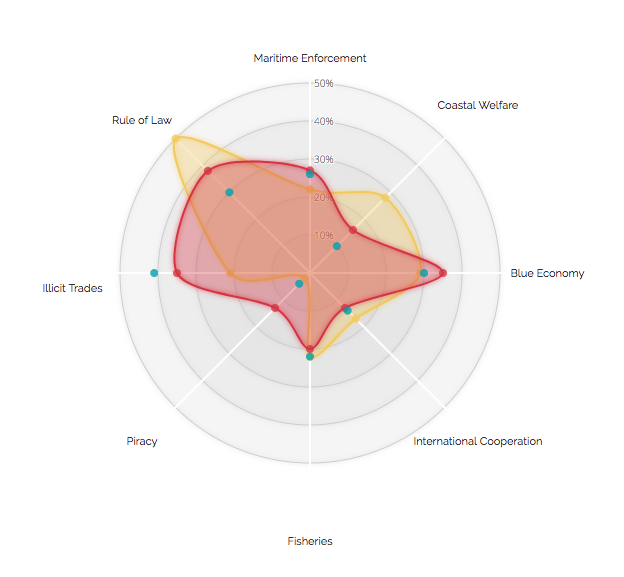 Maritime Enforcement
50%
Coastal Welfare
Rule of Law
40%
30%
20%
10%
Blue Economy
Illicit Trades
Piracy
International Cooperation
Fisheries